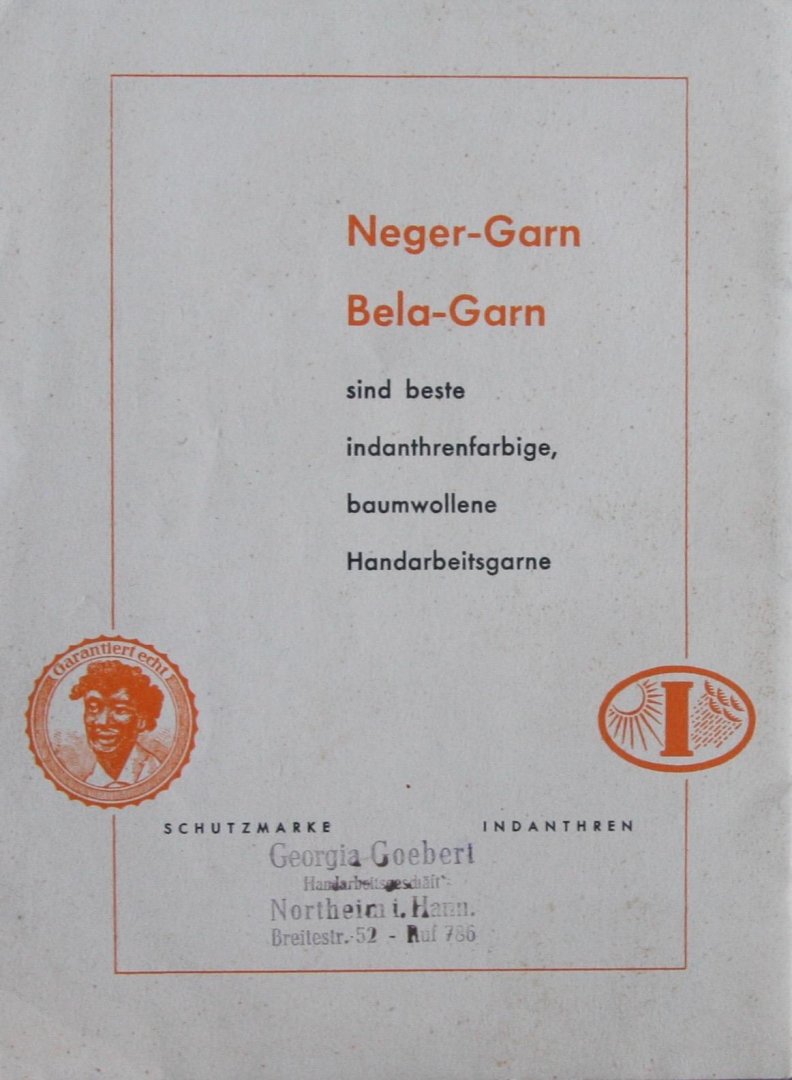 Neger-Garn
Bela-Garn
sind beste
indanthrenfarbige,
baumwollene
Handarbeitsgarne
Garantiert echt
I
SCHUTZMARKE INDANTHREN
Georgia Goebert
Handarbeitsgeschäft
Northeim i. Hann.
Breitestr. 52 - Ruf 786